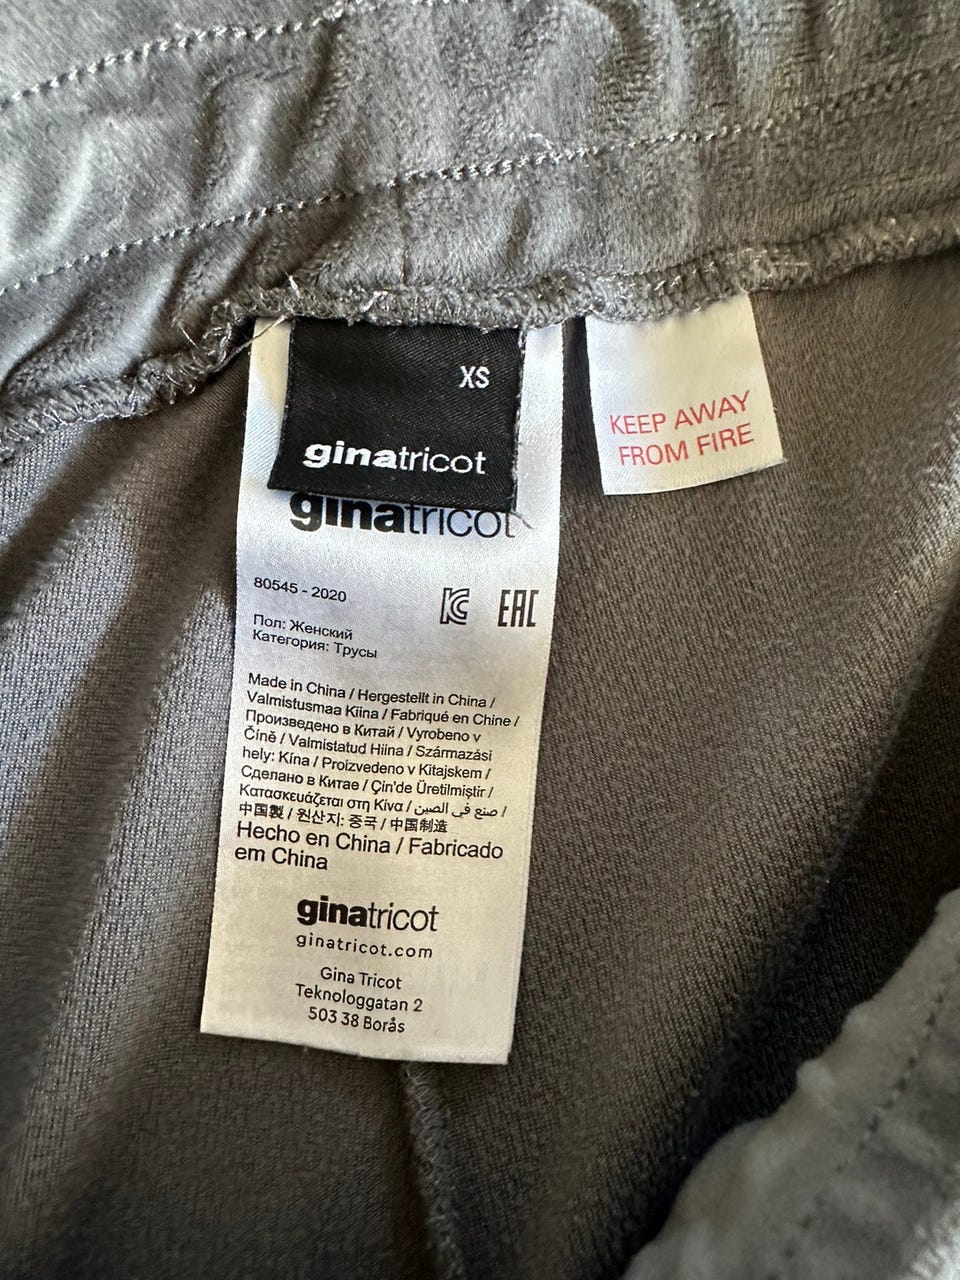 XS
ginatricot
KEEP AWAY
FROM FIRE
ginatricot
80545 - 2020
EAC
Пол: Женский
Категория: Трусы
Made in China / Hergestellt in China /
Valmistusmaa Kiina / Fabriqué en Chine /
Произведено в Китай / Vyrobeno v
Číně / Valmistatud Hiina / Származási
hely: Kína / Proizvedeno v Kitajskem /
Сделано в Китае / Çin'de Üretilmiştir /
Κατασκευάζεται στη Κίνα / صنع في الصين /
中国製 / 원산지: 중국 / 中国制造
Hecho en China / Fabricado
em China
ginatricot
ginatricot.com
Gina Tricot
Teknologgatan 2
503 38 Borås